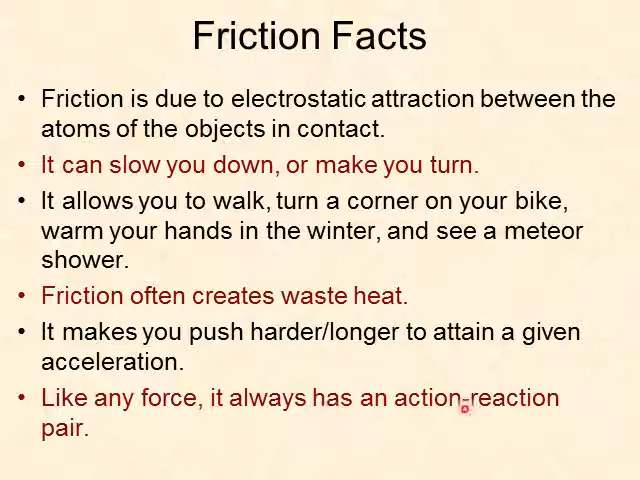 Friction Facts
• Friction is due to electrostatic attraction between the
atoms of the objects in contact.
• It can slow you down, or make you turn.
• It allows you to walk, turn a corner on your bike,
warm your hands in the winter, and see a meteor
shower.
• Friction often creates waste heat.
• It makes you push harder/longer to attain a given
acceleration.
• Like any force, it always has an action-reaction
pair.